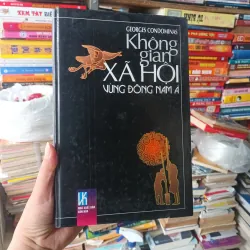 GEORGES CONDOMINAS
Không
gian
XÃ HỘI
VÙNG ĐÔNG NAM Á